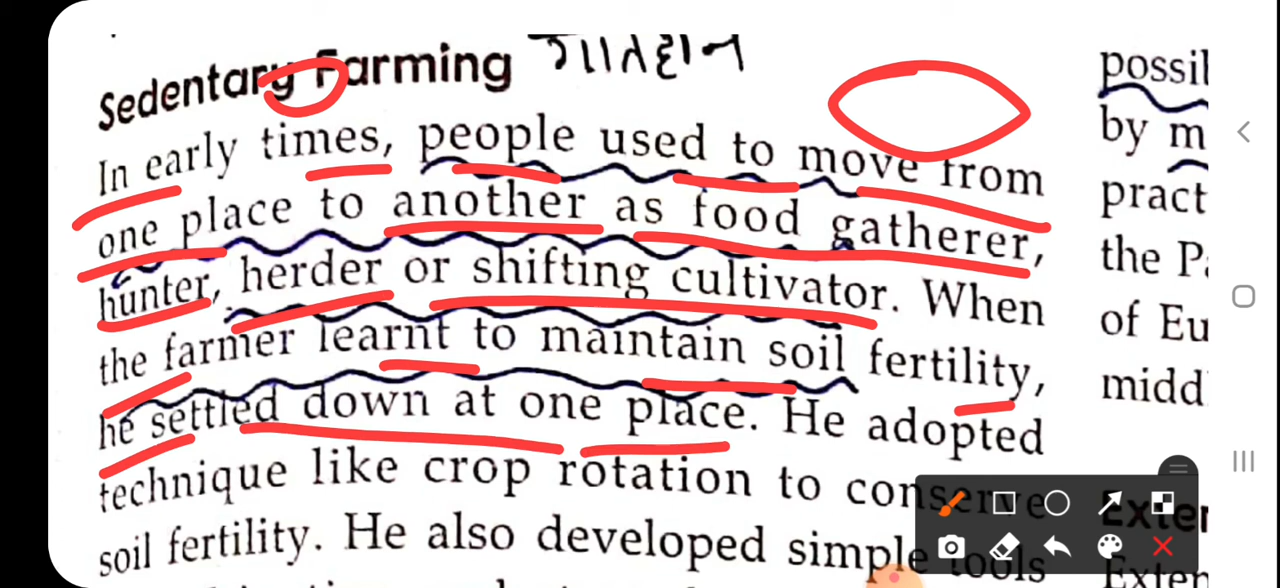 Sedentary Farming
In early times, people used to move from
one place to another as food gatherer,
hunter, herder or shifting cultivator. When
the farmer learnt to maintain soil fertility,
he settled down at one place. He adopted
technique like crop rotation to conserve
soil fertility. He also developed simple tools
possil
by m
pract
the P
of Eu
midd
Exter
Exten